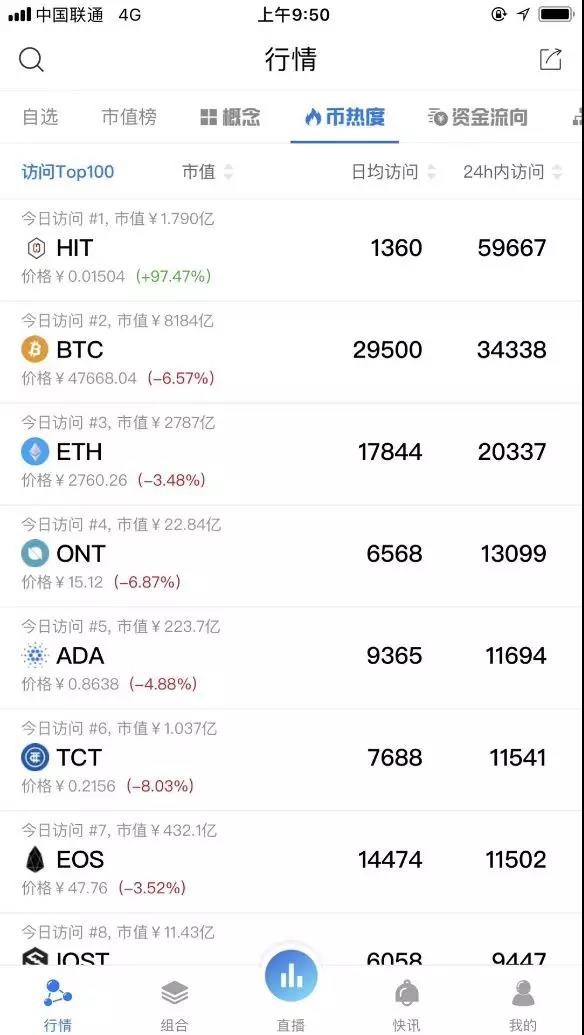 中国联通 4G 上午9:50
行情
自选 市值榜 概念 币热度 资金流向
访问Top100 市值 日均访问 24h内访问
今日访问 #1, 市值￥1.790亿
HIT 1360 59667
价格￥0.01504 (+97.47%)
今日访问 #2, 市值￥8184亿
BTC 29500 34338
价格￥47668.04 (-6.57%)
今日访问 #3, 市值￥2787亿
ETH 17844 20337
价格￥2760.26 (-3.48%)
今日访问 #4, 市值￥22.84亿
ONT 6568 13099
价格￥15.12 (-6.87%)
今日访问 #5, 市值￥223.7亿
ADA 9365 11694
价格￥0.8638 (-4.88%)
今日访问 #6, 市值￥1.037亿
TCT 7688 11541
价格￥0.2156 (-8.03%)
今日访问 #7, 市值￥432.1亿
EOS 14474 11502
价格￥47.76 (-3.52%)
今日访问 #8, 市值￥11.43亿
IOST 6058 9447
行情 组合 直播 快讯 我的